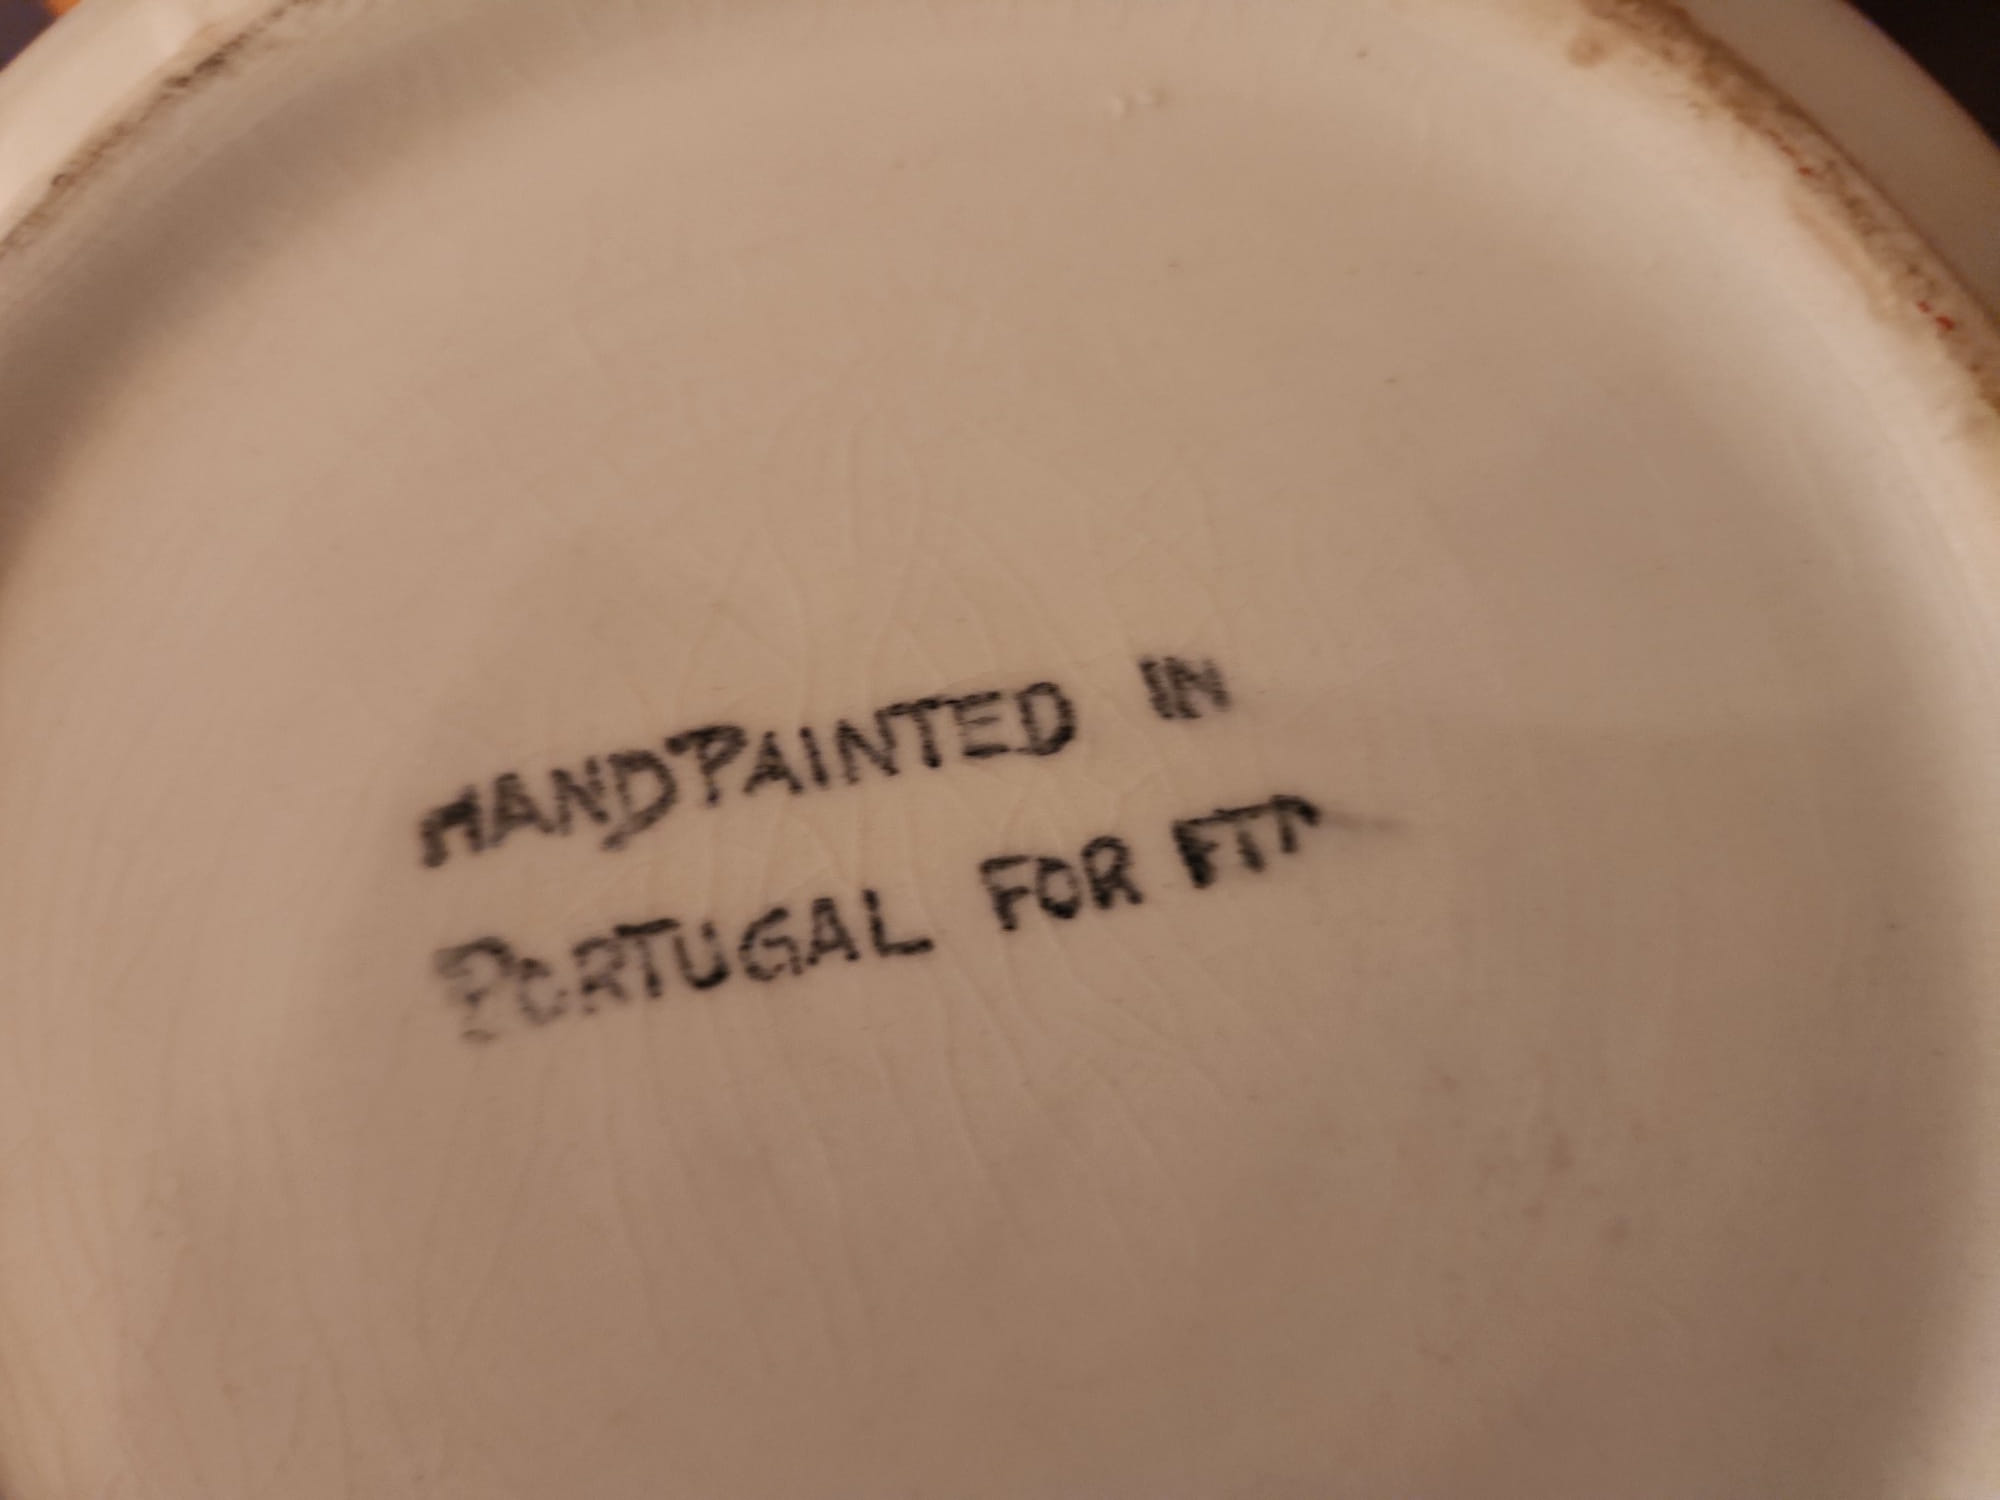 HANDPAINTED IN
PORTUGAL FOR